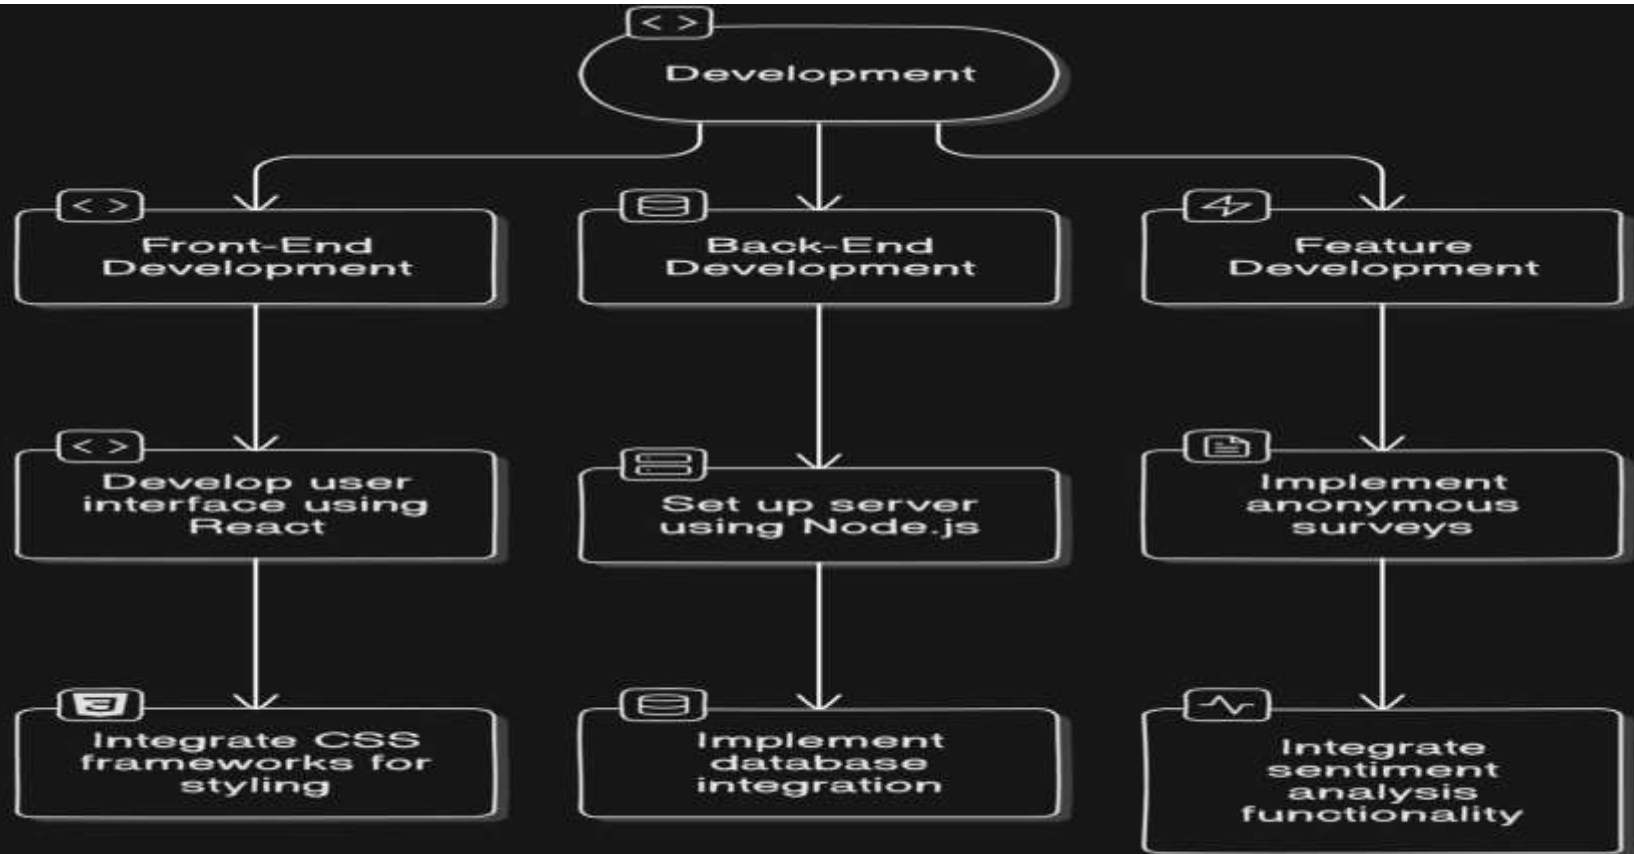 Development
Front-End
Development
Back-End
Development
Feature
Development
Develop user
interface using
React
Set up server
using Node.js
Implement
anonymous
surveys
Integrate CSS
frameworks for
styling
Implement
database
integration
Integrate
sentiment
analysis
functionality